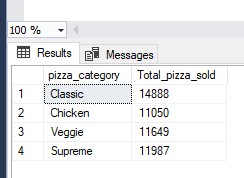 100 %
Results Messages
pizza_category Total_pizza_sold
1 Classic 14888
2 Chicken 11050
3 Veggie 11649
4 Supreme 11987